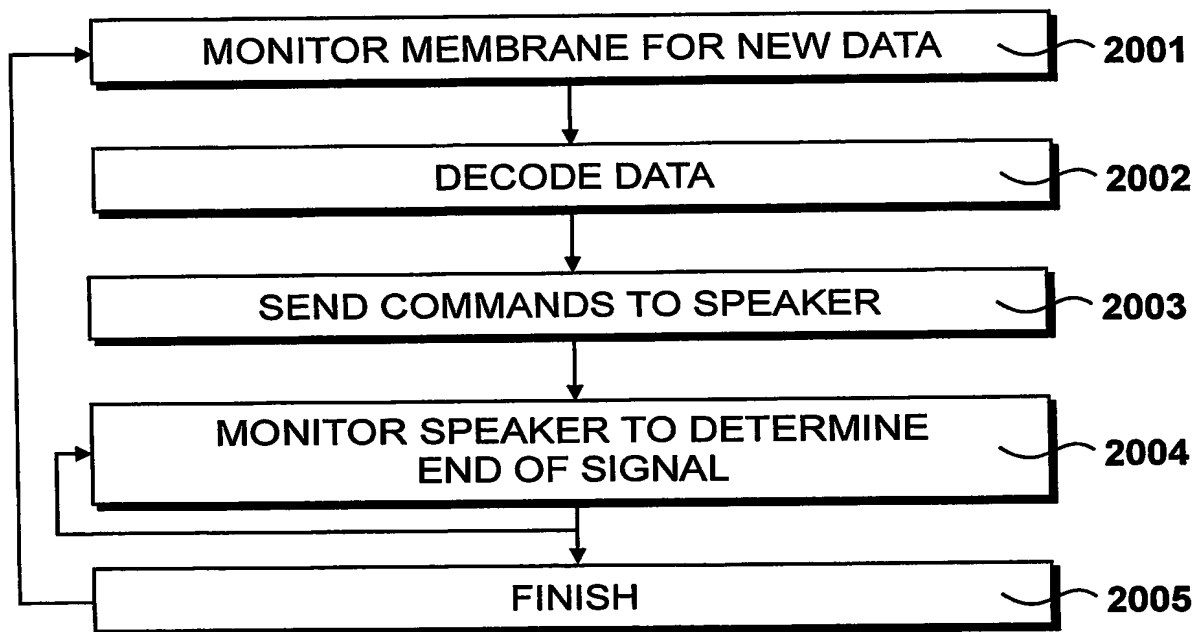 MONITOR MEMBRANE FOR NEW DATA 2001
DECODE DATA 2002
SEND COMMANDS TO SPEAKER 2003
MONITOR SPEAKER TO DETERMINE
END OF SIGNAL 2004
FINISH 2005